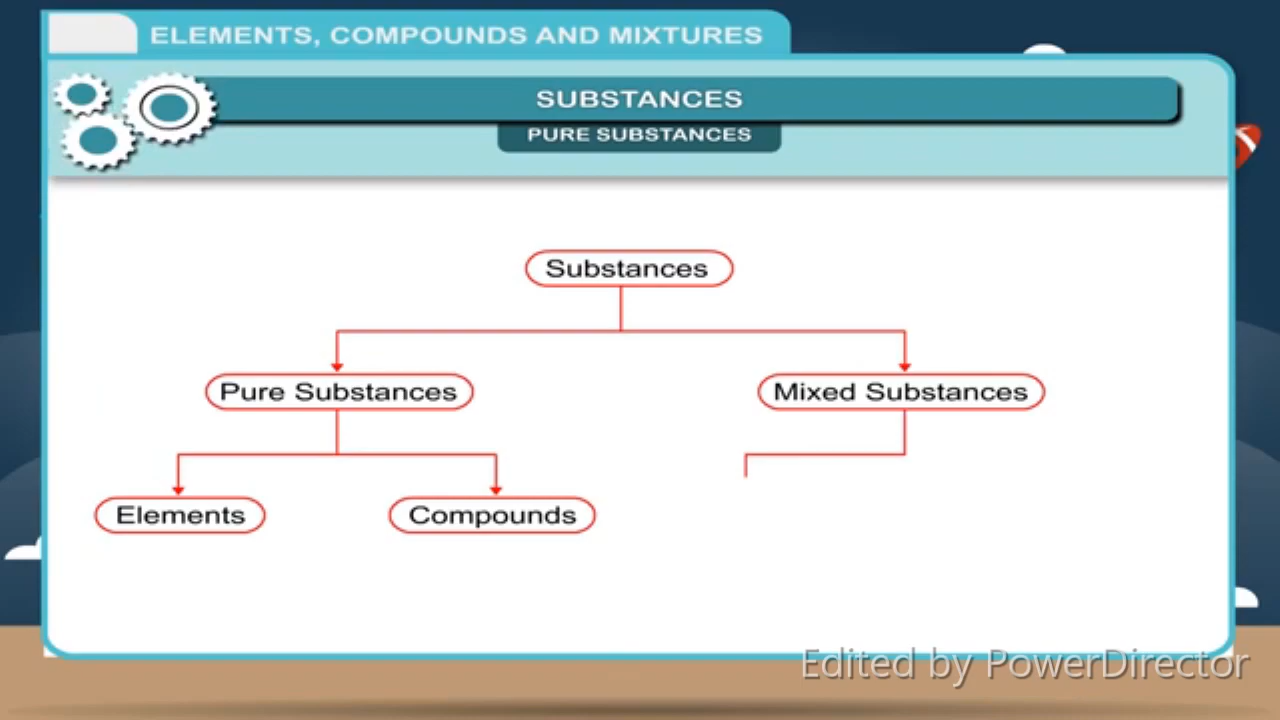 ELEMENTS, COMPOUNDS AND MIXTURES
SUBSTANCES
PURE SUBSTANCES
Substances
Pure Substances
Mixed Substances
Elements
Compounds
Edited by PowerDirector